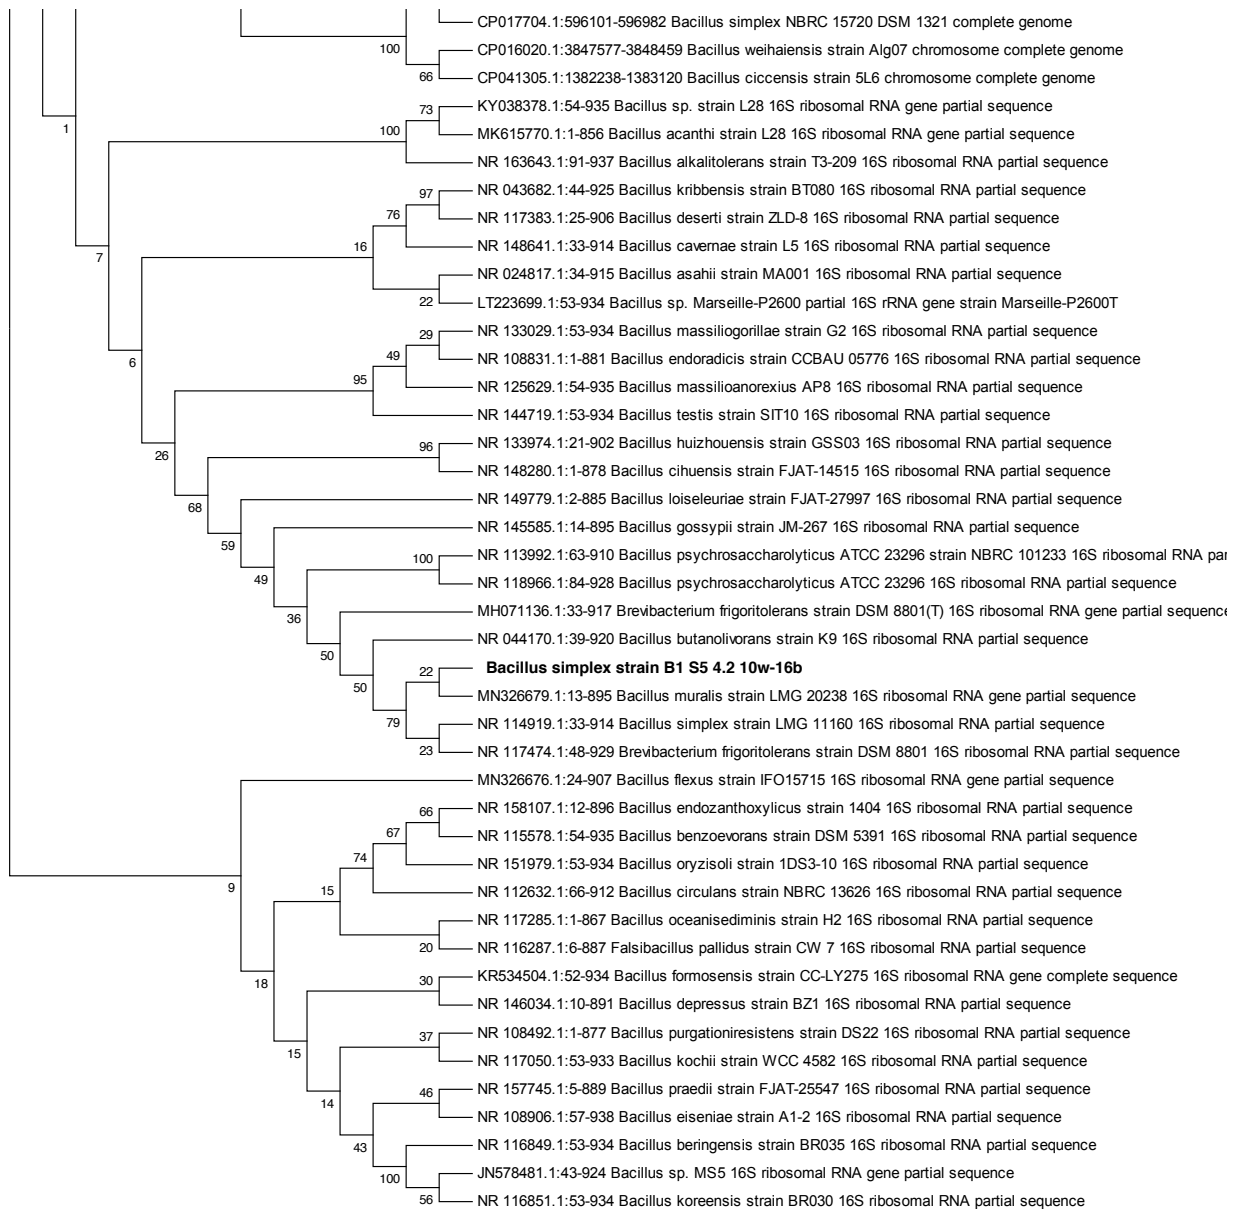 CP017704.1:596101-596982 Bacillus simplex NBRC 15720 DSM 1321 complete genome
100
CP016020.1:3847577-3848459 Bacillus weihaiensis strain Alg07 chromosome complete genome
66
CP041305.1:1382238-1383120 Bacillus ciccensis strain 5L6 chromosome complete genome
73
KY038378.1:54-935 Bacillus sp. strain L28 16S ribosomal RNA gene partial sequence
1
100
MK615770.1:1-856 Bacillus acanthi strain L28 16S ribosomal RNA gene partial sequence
NR 163643.1:91-937 Bacillus alkalitolerans strain T3-209 16S ribosomal RNA partial sequence
97
NR 043682.1:44-925 Bacillus kribbensis strain BT080 16S ribosomal RNA partial sequence
76
NR 117383.1:25-906 Bacillus deserti strain ZLD-8 16S ribosomal RNA partial sequence
7
16
NR 148641.1:33-914 Bacillus cavernae strain L5 16S ribosomal RNA partial sequence
NR 024817.1:34-915 Bacillus asahii strain MA001 16S ribosomal RNA partial sequence
22
LT223699.1:53-934 Bacillus sp. Marseille-P2600 partial 16S rRNA gene strain Marseille-P2600T
29
NR 133029.1:53-934 Bacillus massiliogorillae strain G2 16S ribosomal RNA partial sequence
6
49
NR 108831.1:1-881 Bacillus endoradicis strain CCBAU 05776 16S ribosomal RNA partial sequence
95
NR 125629.1:54-935 Bacillus massilioanorexius AP8 16S ribosomal RNA partial sequence
NR 144719.1:53-934 Bacillus testis strain SIT10 16S ribosomal RNA partial sequence
96
NR 133974.1:21-902 Bacillus huizhouensis strain GSS03 16S ribosomal RNA partial sequence
26
NR 148280.1:1-878 Bacillus cihuensis strain FJAT-14515 16S ribosomal RNA partial sequence
68
NR 149779.1:2-885 Bacillus loiseleuriae strain FJAT-27997 16S ribosomal RNA partial sequence
NR 145585.1:14-895 Bacillus gossypii strain JM-267 16S ribosomal RNA partial sequence
59
100
NR 113992.1:63-910 Bacillus psychrosaccharolyticus ATCC 23296 strain NBRC 101233 16S ribosomal RNA par
49
NR 118966.1:84-928 Bacillus psychrosaccharolyticus ATCC 23296 16S ribosomal RNA partial sequence
36
MH071136.1:33-917 Brevibacterium frigoritolerans strain DSM 8801(T) 16S ribosomal RNA gene partial sequence
NR 044170.1:39-920 Bacillus butanolivorans strain K9 16S ribosomal RNA partial sequence
50
22
Bacillus simplex strain B1 S5 4.2 10w-16b
50
MN326679.1:13-895 Bacillus muralis strain LMG 20238 16S ribosomal RNA gene partial sequence
79
NR 114919.1:33-914 Bacillus simplex strain LMG 11160 16S ribosomal RNA partial sequence
23
NR 117474.1:48-929 Brevibacterium frigoritolerans strain DSM 8801 16S ribosomal RNA partial sequence
MN326676.1:24-907 Bacillus flexus strain IFO15715 16S ribosomal RNA gene partial sequence
66
NR 158107.1:12-896 Bacillus endozanthoxylicus strain 1404 16S ribosomal RNA partial sequence
67
NR 115578.1:54-935 Bacillus benzoevorans strain DSM 5391 16S ribosomal RNA partial sequence
74
NR 151979.1:53-934 Bacillus oryzisoli strain 1DS3-10 16S ribosomal RNA partial sequence
9
15
NR 112632.1:66-912 Bacillus circulans strain NBRC 13626 16S ribosomal RNA partial sequence
NR 117285.1:1-867 Bacillus oceanisediminis strain H2 16S ribosomal RNA partial sequence
20
NR 116287.1:6-887 Falsibacillus pallidus strain CW 7 16S ribosomal RNA partial sequence
18
30
KR534504.1:52-934 Bacillus formosensis strain CC-LY275 16S ribosomal RNA gene complete sequence
NR 146034.1:10-891 Bacillus depressus strain BZ1 16S ribosomal RNA partial sequence
37
NR 108492.1:1-877 Bacillus purgationiresistens strain DS22 16S ribosomal RNA partial sequence
15
NR 117050.1:53-933 Bacillus kochii strain WCC 4582 16S ribosomal RNA partial sequence
46
NR 157745.1:5-889 Bacillus praedii strain FJAT-25547 16S ribosomal RNA partial sequence
14
NR 108906.1:57-938 Bacillus eiseniae strain A1-2 16S ribosomal RNA partial sequence
43
NR 116849.1:53-934 Bacillus beringensis strain BR035 16S ribosomal RNA partial sequence
100
JN578481.1:43-924 Bacillus sp. MS5 16S ribosomal RNA gene partial sequence
56
NR 116851.1:53-934 Bacillus koreensis strain BR030 16S ribosomal RNA partial sequence